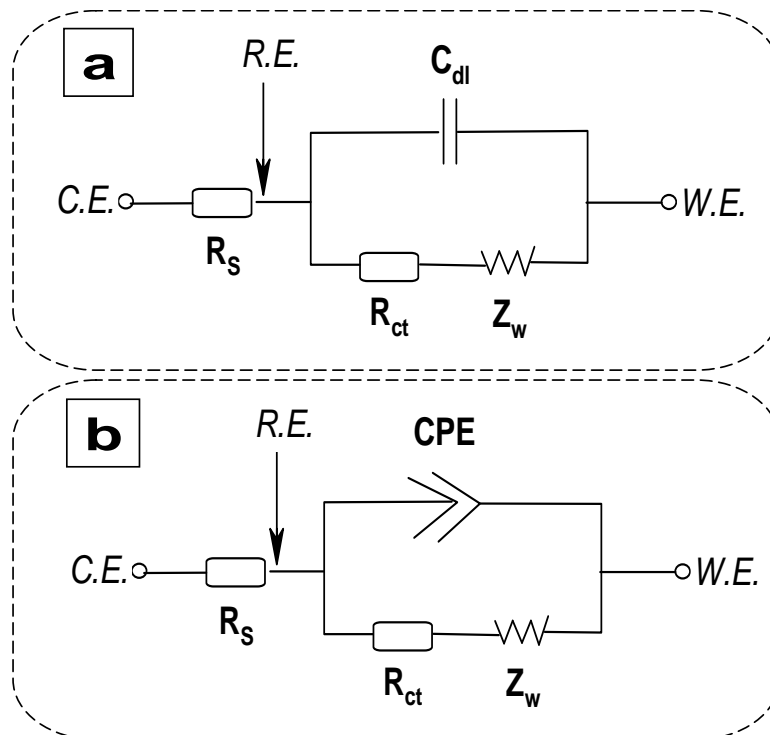 a
R.E.
C_dl
C.E.
W.E.
R_S
R_ct
Z_w
b
R.E.
CPE
C.E.
W.E.
R_S
R_ct
Z_w